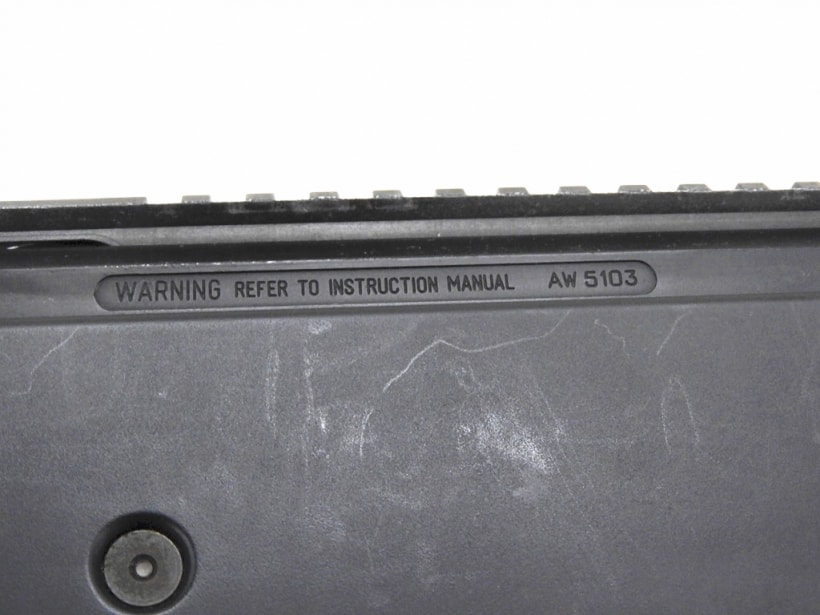 WARNING REFER TO INSTRUCTION MANUAL AW 5103